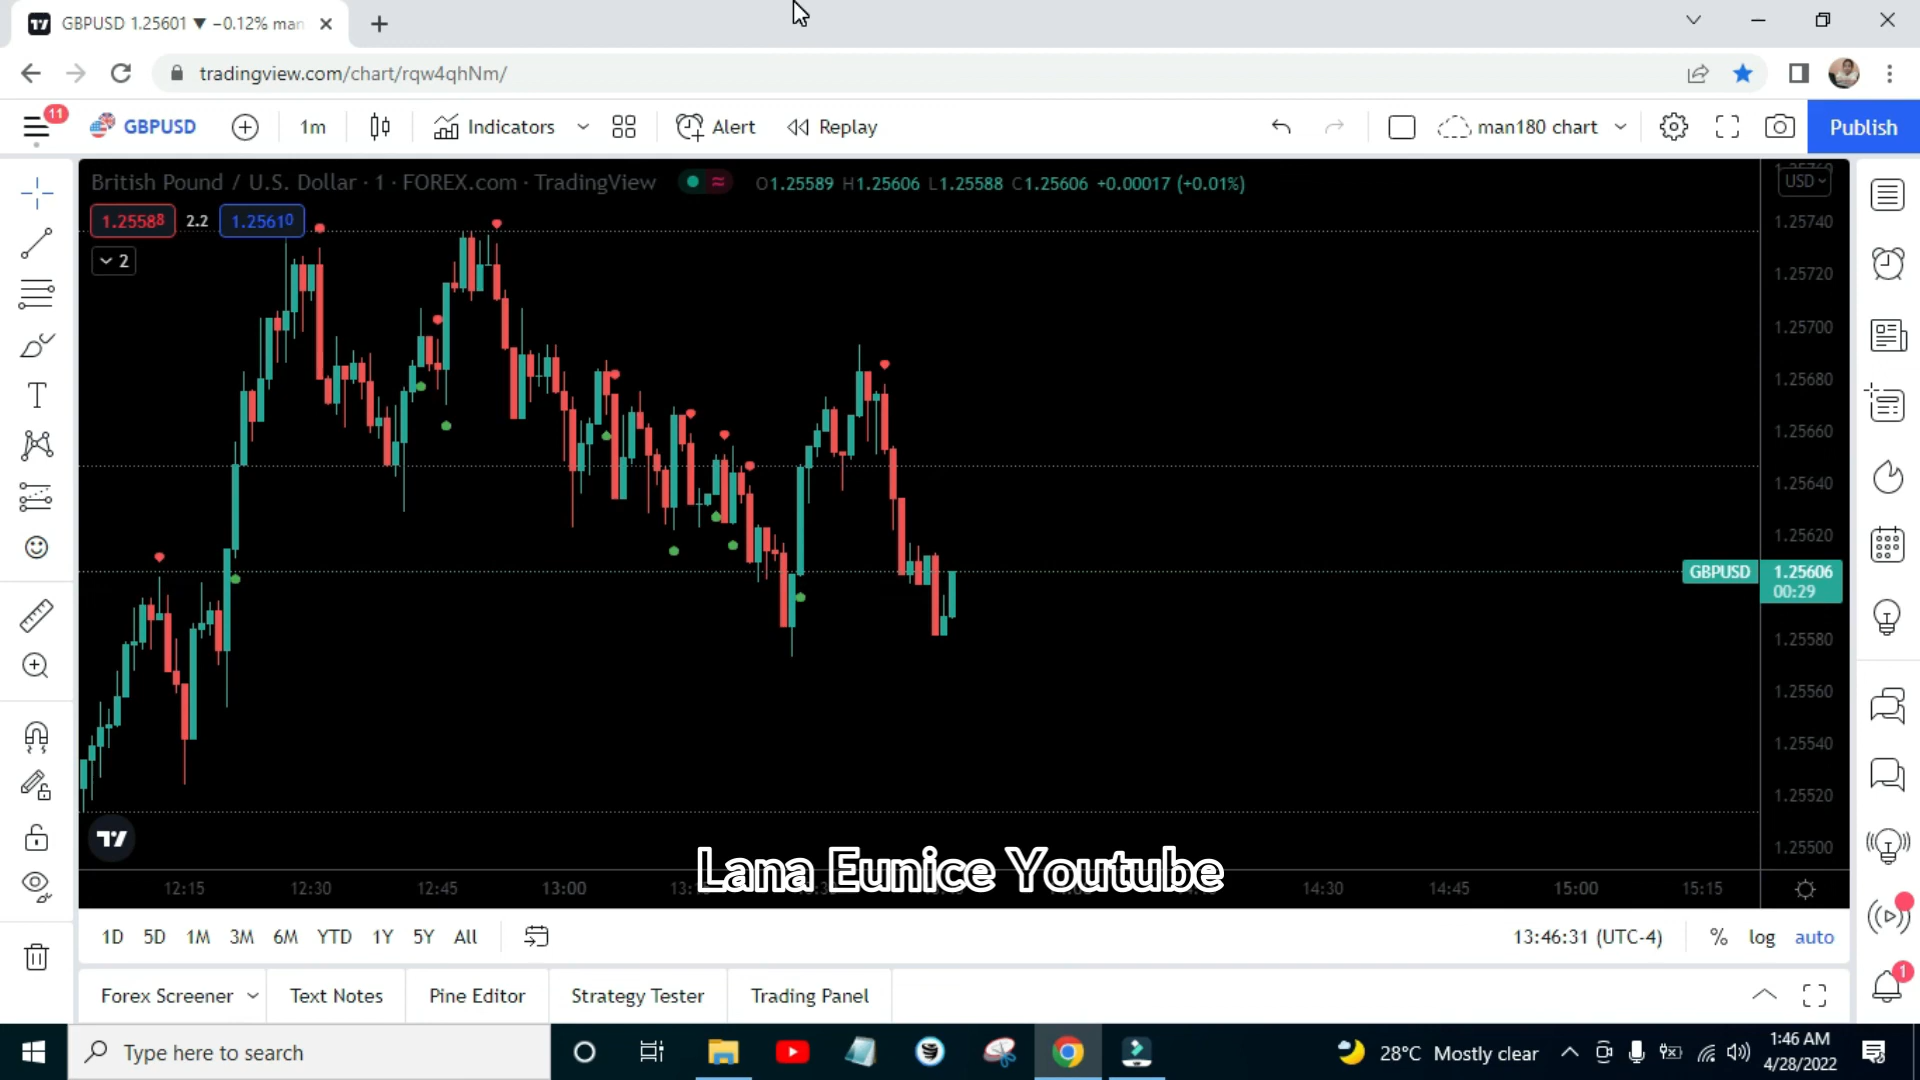 GBPUSD 1.25601 ▼ −0.12% man
tradingview.com/chart/rqw4qhNm/
11
GBPUSD
1m
Indicators
Alert
Replay
man180 chart
Publish
British Pound / U.S. Dollar · 1 · FOREX.com · TradingView
O1.25589 H1.25606 L1.25588 C1.25606 +0.00017 (+0.01%)
USD
1.25588 2.2 1.25610
2
1.25740
1.25720
1.25700
1.25680
1.25660
1.25640
1.25620
GBPUSD 1.25606
00:29
1.25580
1.25560
1.25540
1.25520
1.25500
Lana Eunice Youtube
12:15 12:30 12:45 13:00 14:30 14:45 15:00 15:15
1D 5D 1M 3M 6M YTD 1Y 5Y All
13:46:31 (UTC-4) % log auto
Forex Screener Text Notes Pine Editor Strategy Tester Trading Panel
1
Type here to search
28°C Mostly clear
1:46 AM
4/28/2022